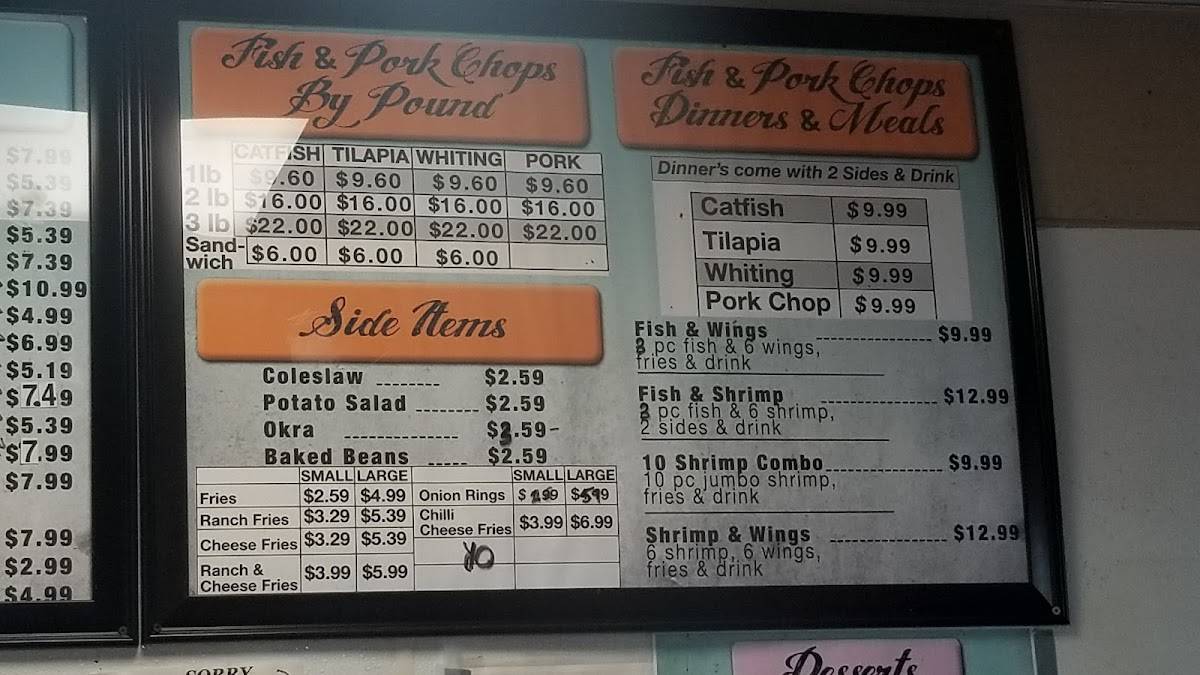 $7.99
$5.39
$7.39
$5.39
$7.39
$10.99
$4.99
$6.99
$5.19
$7.49
$5.39
$7.99
$7.99
$7.99
$2.99
$4.99
Fish & Pork Chops
By Pound
CATFISH TILAPIA WHITING PORK
1lb $9.60 $9.60 $9.60 $9.60
2 lb $16.00 $16.00 $16.00 $16.00
3 lb $22.00 $22.00 $22.00 $22.00
Sand-
wich $6.00 $6.00 $6.00
Side Items
Coleslaw ........ $2.59
Potato Salad ........ $2.59
Okra .............. $3.59-
Baked Beans ..... $2.59
SMALL LARGE
Fries $2.59 $4.99
Ranch Fries $3.29 $5.39
Cheese Fries $3.29 $5.39
Ranch &
Cheese Fries $3.99 $5.99
SMALL LARGE
Onion Rings
Chilli
Cheese Fries $3.99 $6.99
Fish & Pork Chops
Dinners & Meals
Dinner's come with 2 Sides & Drink
Catfish $9.99
Tilapia $9.99
Whiting $9.99
Pork Chop $9.99
Fish & Wings ............... $9.99
pc fish & 6 wings,
fries & drink
Fish & Shrimp ............... $12.99
pc fish & 6 shrimp,
2 sides & drink
10 Shrimp Combo ............... $9.99
10 pc jumbo shrimp,
fries & drink
Shrimp & Wings ............... $12.99
6 shrimp, 6 wings,
fries & drink
SORRY
Desserts